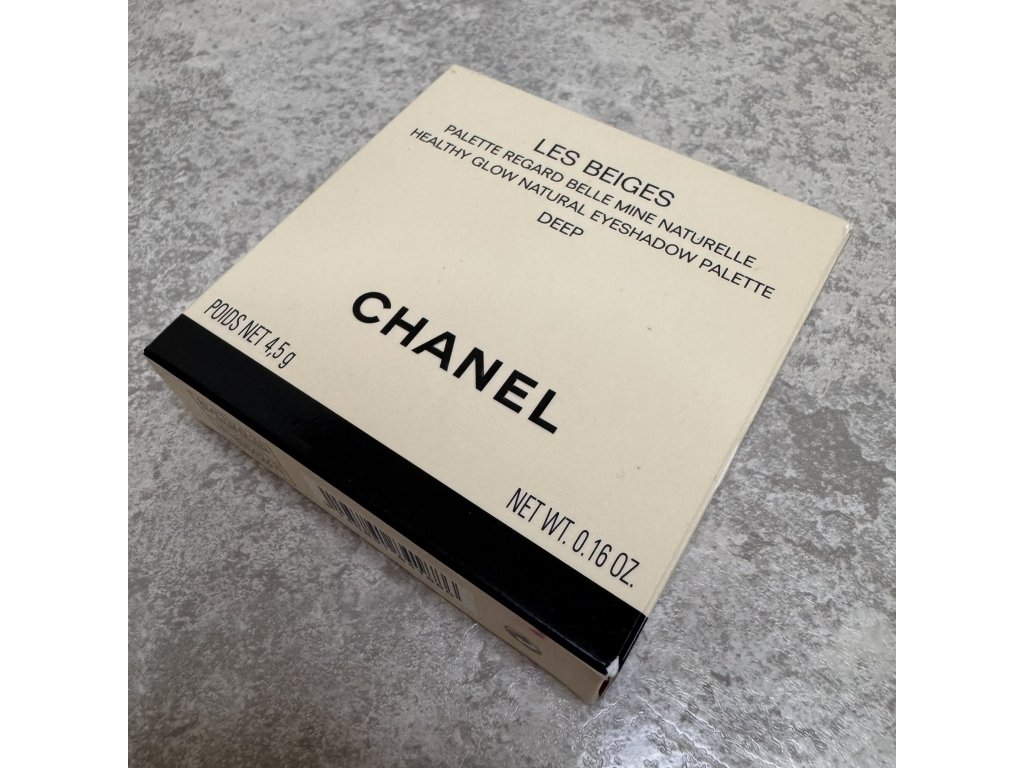 LES BEIGES
PALETTE REGARD BELLE MINE NATURELLE
HEALTHY GLOW NATURAL EYESHADOW PALETTE
DEEP
CHANEL
POIDS NET 4,5 g
NET WT. 0.16 OZ.